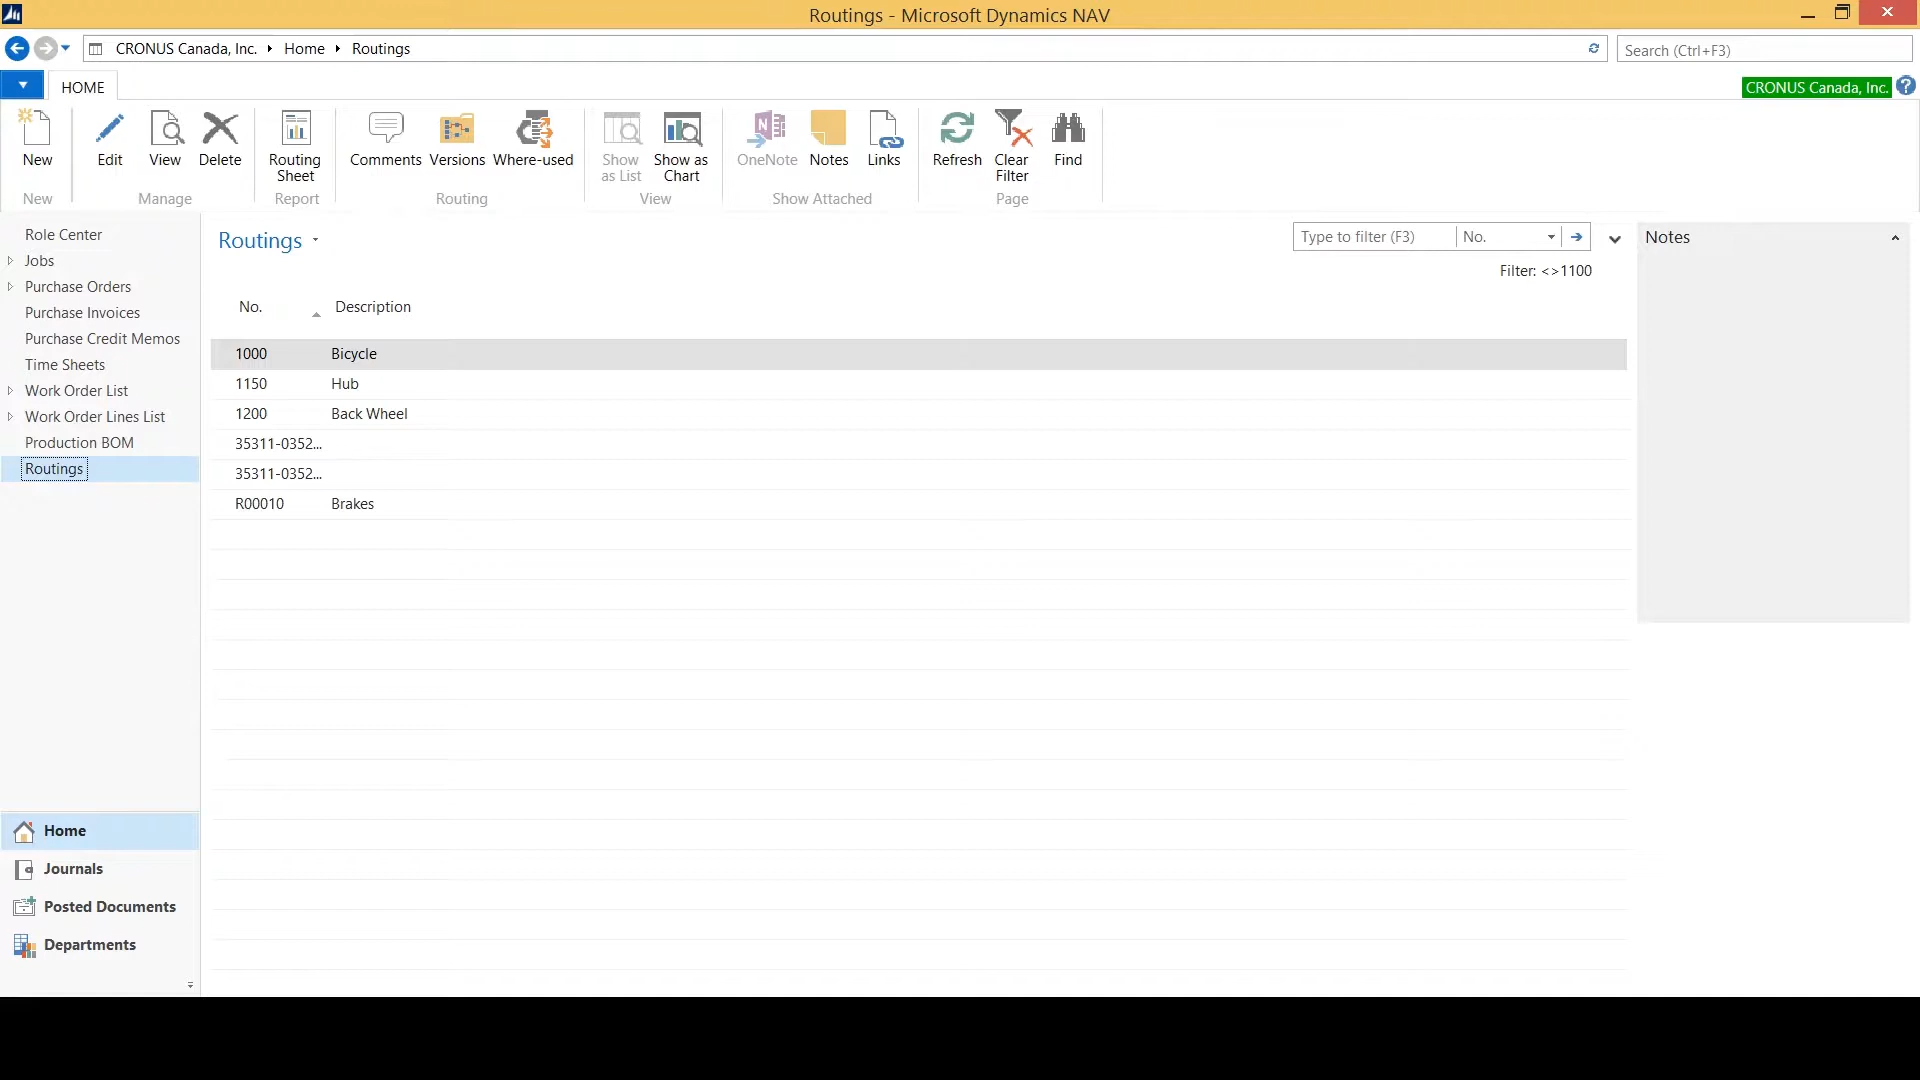 Routings - Microsoft Dynamics NAV
CRONUS Canada, Inc. Home Routings
Search (Ctrl+F3)
HOME
CRONUS Canada, Inc.
New
Edit
View
Delete
Routing Sheet
Comments
Versions
Where-used
Show as List
Show as Chart
OneNote
Notes
Links
Refresh
Clear Filter
Find
New
Manage
Report
Routing
View
Show Attached
Page
Role Center
Jobs
Purchase Orders
Purchase Invoices
Purchase Credit Memos
Time Sheets
Work Order List
Work Order Lines List
Production BOM
Routings
Home
Journals
Posted Documents
Departments
Routings
Type to filter (F3) No.
Filter: <>1100
No. Description
1000 Bicycle
1150 Hub
1200 Back Wheel
35311-0352...
35311-0352...
R00010 Brakes
Notes